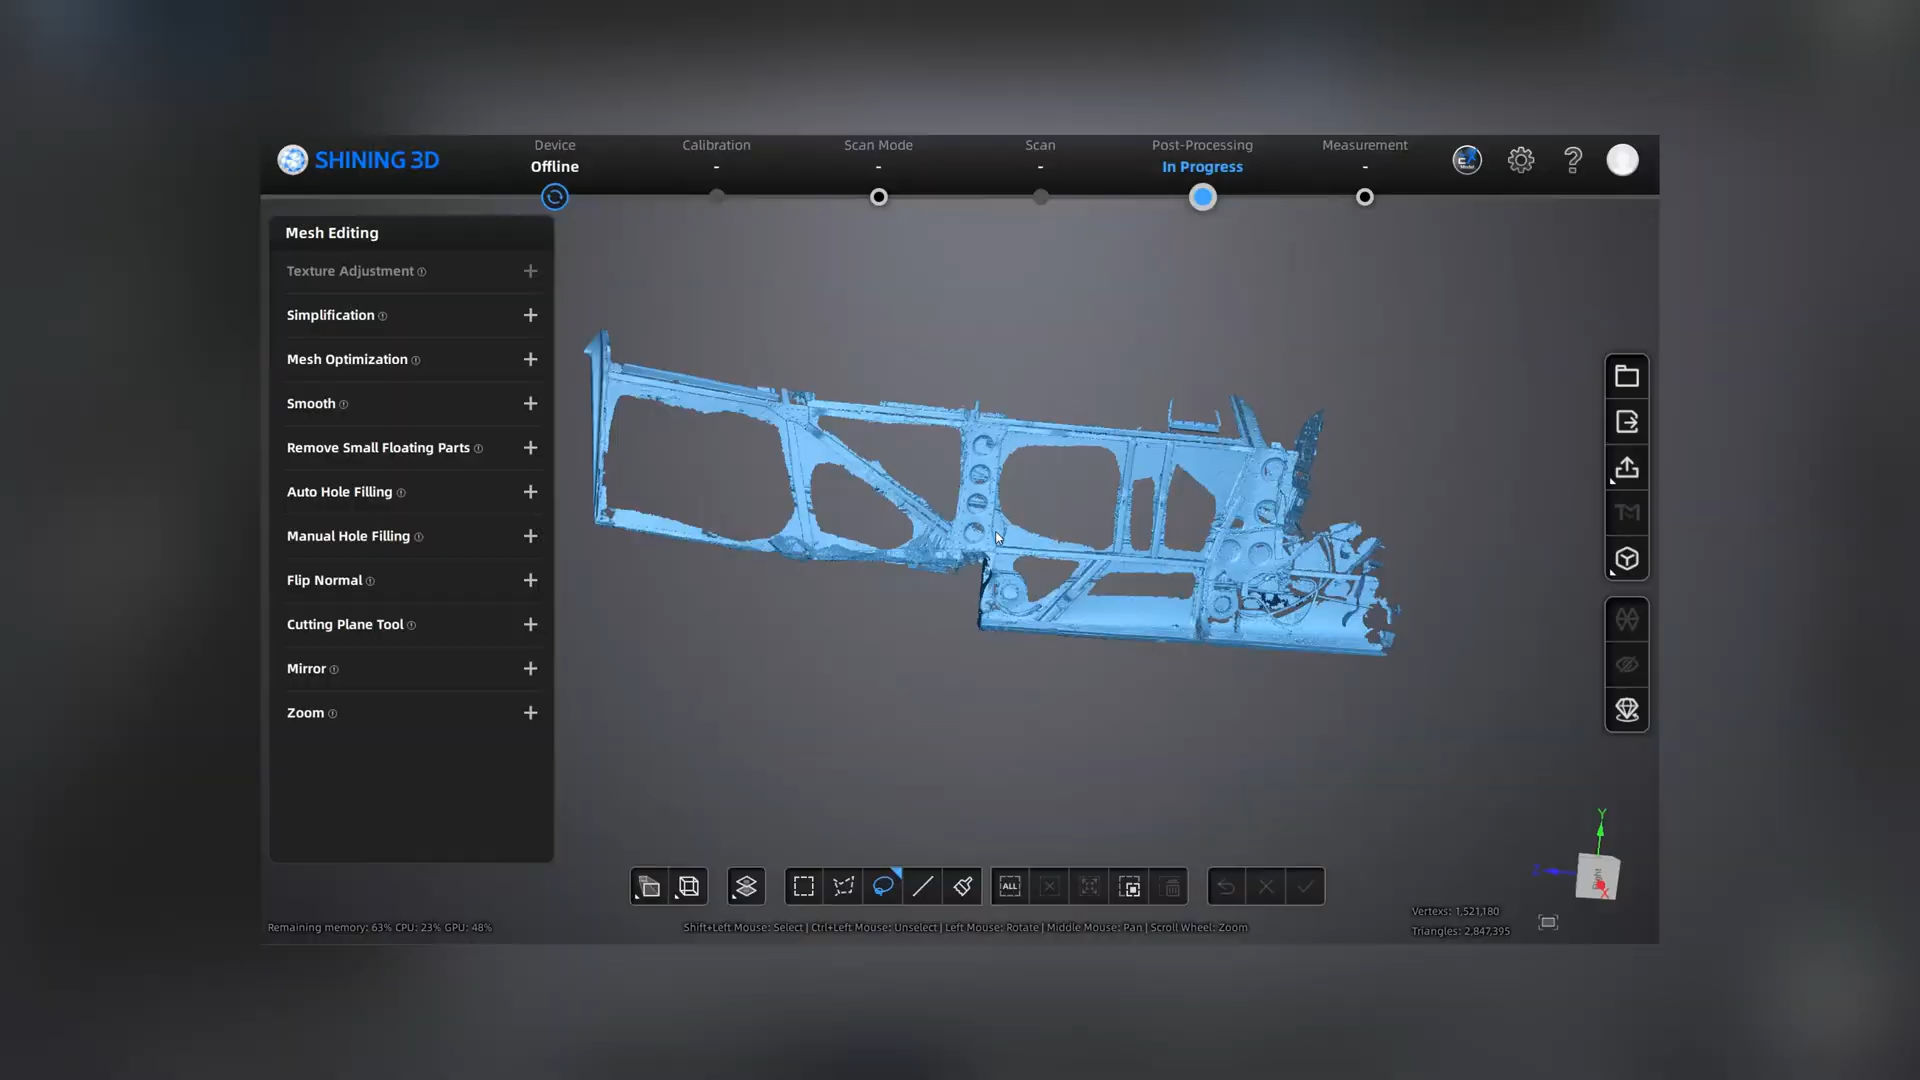 SHINING 3D
Device
Offline
Calibration
-
Scan Mode
-
Scan
-
Post-Processing
In Progress
Measurement
-
Mesh Editing
Texture Adjustment
Simplification
Mesh Optimization
Smooth
Remove Small Floating Parts
Auto Hole Filling
Manual Hole Filling
Flip Normal
Cutting Plane Tool
Mirror
Zoom
TM
ALL
Y
Z
Right
X
Vertexs: 1,521,180
Triangles: 2,847,395
Remaining memory: 63% CPU: 23% GPU: 48%
Shift+Left Mouse: Select | Ctrl+Left Mouse: Unselect | Left Mouse: Rotate | Middle Mouse: Pan | Scroll Wheel: Zoom